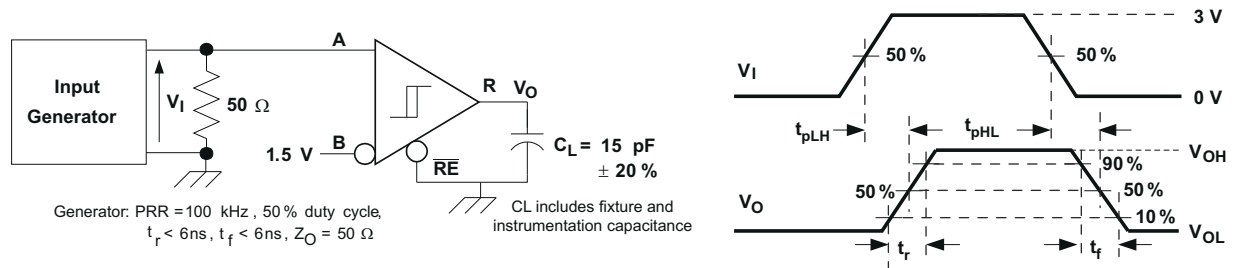 Input
Generator
V_I
50 Ω
A
B
1.5 V
R
V_O
RE
C_L = 15 pF
± 20 %
Generator: PRR = 100 kHz , 50 % duty cycle,
t_r < 6ns , t_f < 6ns , Z_O = 50 Ω
CL includes fixture and
instrumentation capacitance
3 V
50 %
50 %
V_I
0 V
t_pLH
t_pHL
V_OH
90 %
50 %
50 %
V_O
10 %
V_OL
t_r
t_f